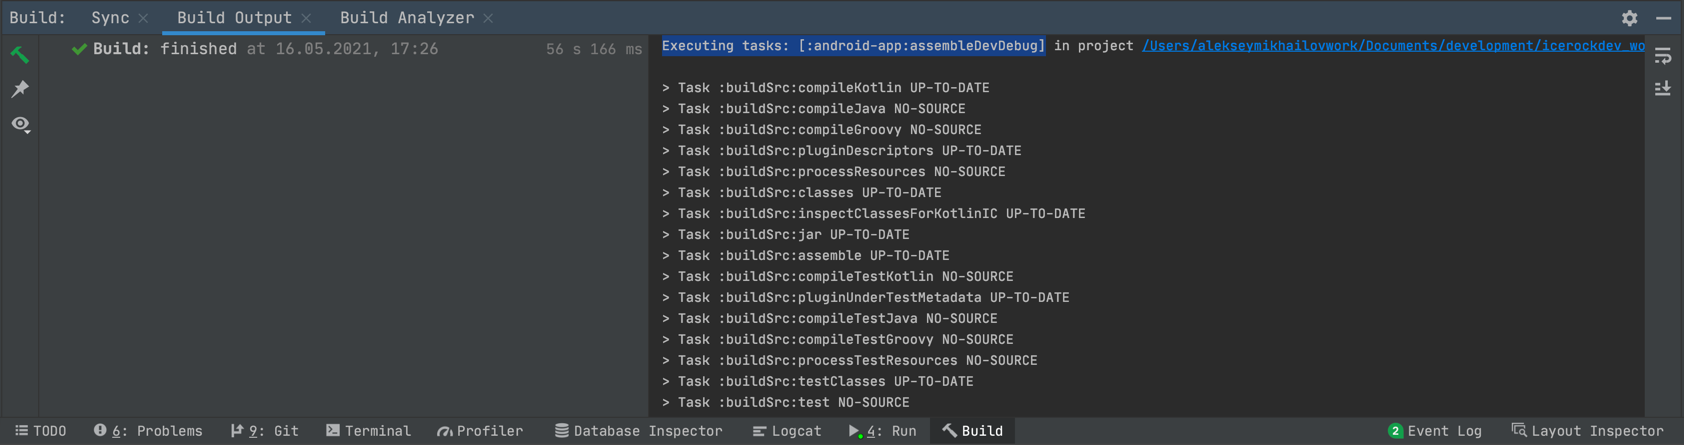 Build: Sync Build Output Build Analyzer
Build: finished at 16.05.2021, 17:26 56 s 166 ms
Executing tasks: [:android-app:assembleDevDebug] in project /Users/alekseymikhailovwork/Documents/development/icerockdev_wo
> Task :buildSrc:compileKotlin UP-TO-DATE
> Task :buildSrc:compileJava NO-SOURCE
> Task :buildSrc:compileGroovy NO-SOURCE
> Task :buildSrc:pluginDescriptors UP-TO-DATE
> Task :buildSrc:processResources NO-SOURCE
> Task :buildSrc:classes UP-TO-DATE
> Task :buildSrc:inspectClassesForKotlinIC UP-TO-DATE
> Task :buildSrc:jar UP-TO-DATE
> Task :buildSrc:assemble UP-TO-DATE
> Task :buildSrc:compileTestKotlin NO-SOURCE
> Task :buildSrc:pluginUnderTestMetadata UP-TO-DATE
> Task :buildSrc:compileTestJava NO-SOURCE
> Task :buildSrc:compileTestGroovy NO-SOURCE
> Task :buildSrc:processTestResources NO-SOURCE
> Task :buildSrc:testClasses UP-TO-DATE
> Task :buildSrc:test NO-SOURCE
TODO 6: Problems 9: Git Terminal Profiler Database Inspector Logcat 4: Run Build 2 Event Log Layout Inspector